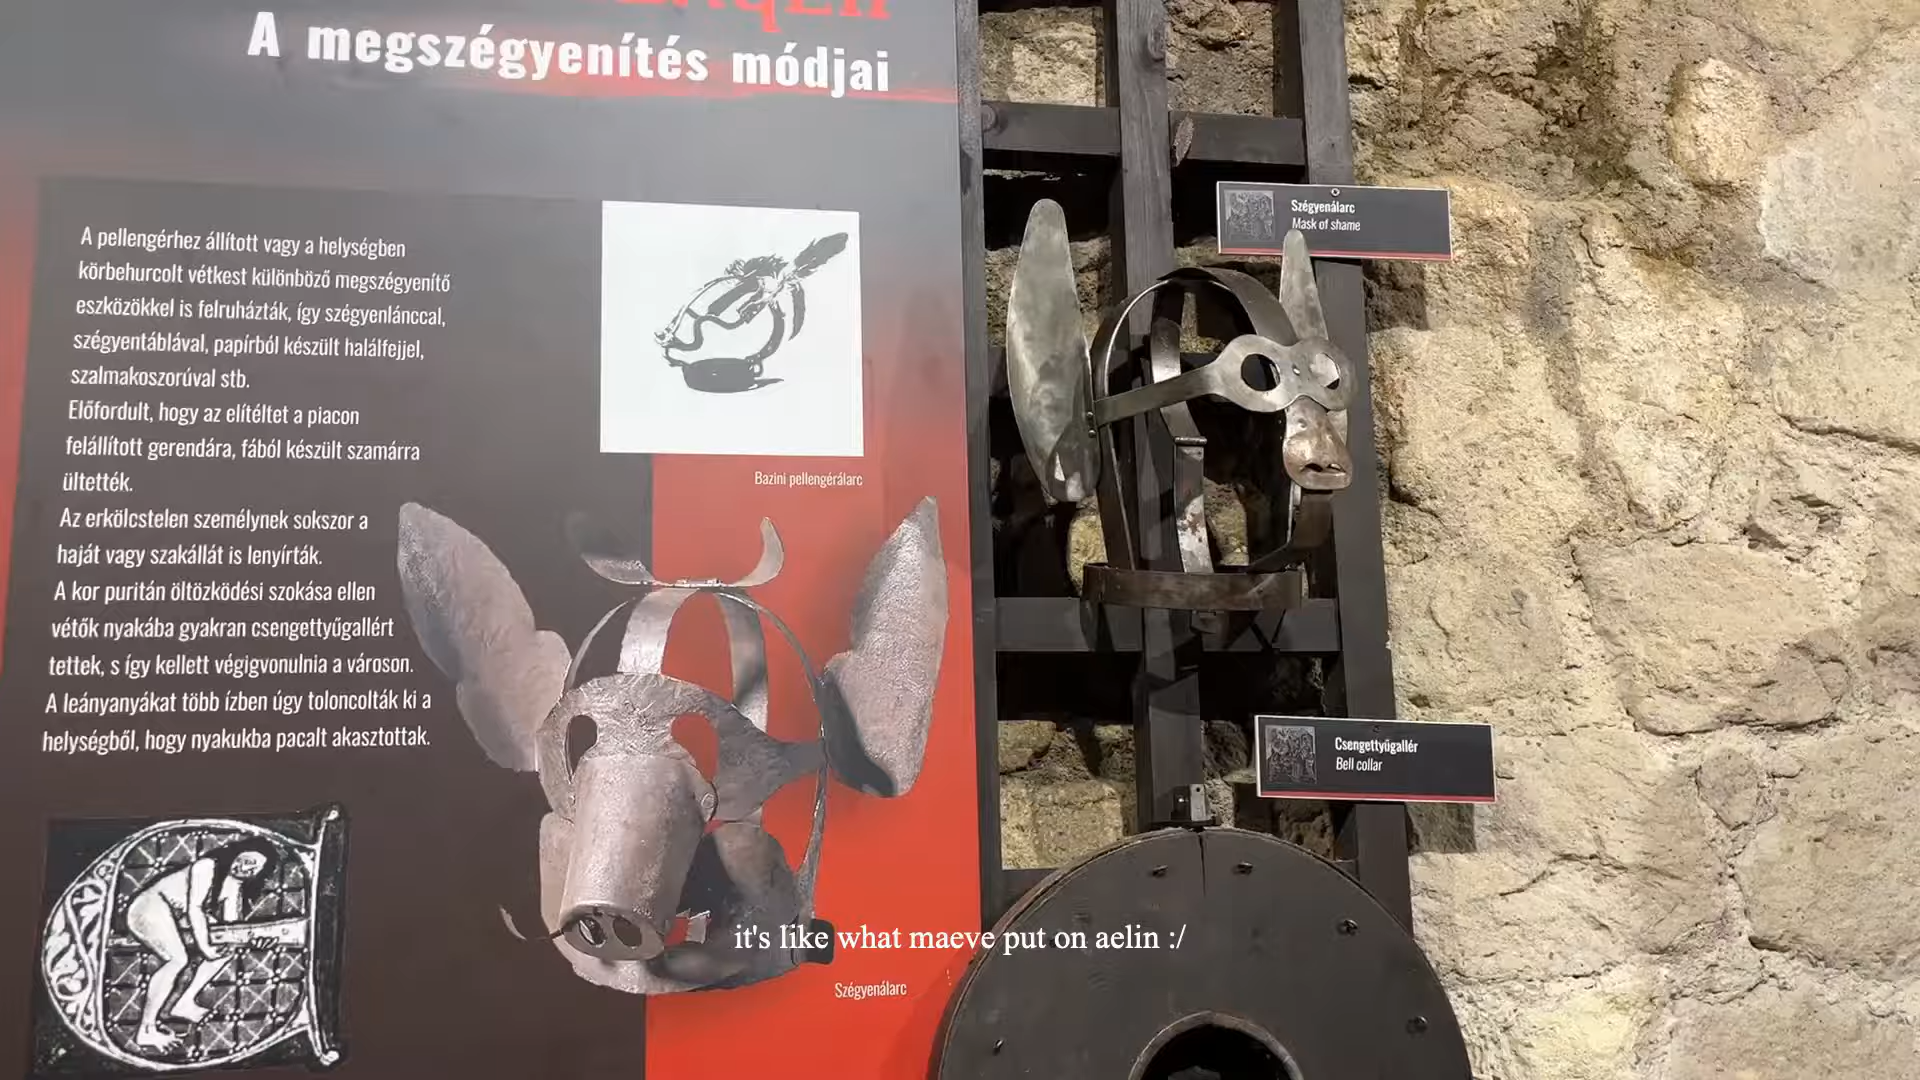 A megszégyenítés módjai
A pellengérhez állított vagy a helységben
körbehurcolt vétkest különböző megszégyenítő
eszközökkel is felruházták, így szégyenlánccal,
szégyentáblával, papírból készült halálfejjel,
szalmakoszorúval stb.
Előfordult, hogy az elítéltet a piacon
felállított gerendára, fából készült szamárra
ültették.
Az erkölcstelen személynek sokszor a
haját vagy szakállát is lenyírták.
A kor puritán öltözködési szokása ellen
vétők nyakába gyakran csengettyűgallért
tettek, s így kellett végigvonulnia a városon.
A leányanyákat több ízben úgy toloncolták ki a
helységből, hogy nyakukba pacalt akasztottak.
Bazini pellengérálarc
Szégyenálarc
Szégyenálarc
Mask of shame
Csengettyűgallér
Bell collar
it's like what maeve put on aelin :/